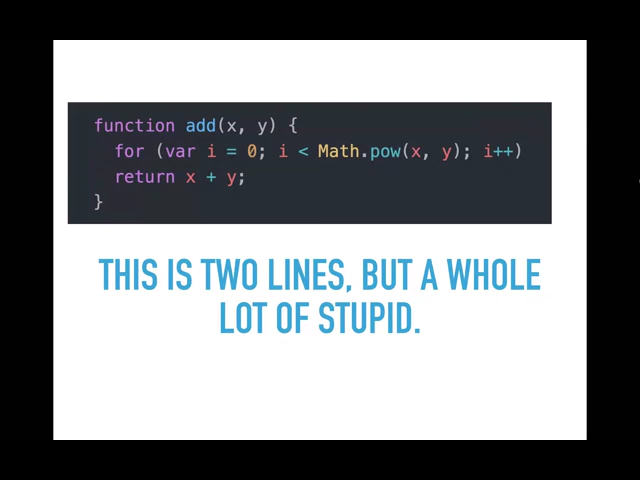 function add(x, y) {
  for (var i = 0; i < Math.pow(x, y); i++)
  return x + y;
}
THIS IS TWO LINES, BUT A WHOLE
LOT OF STUPID.